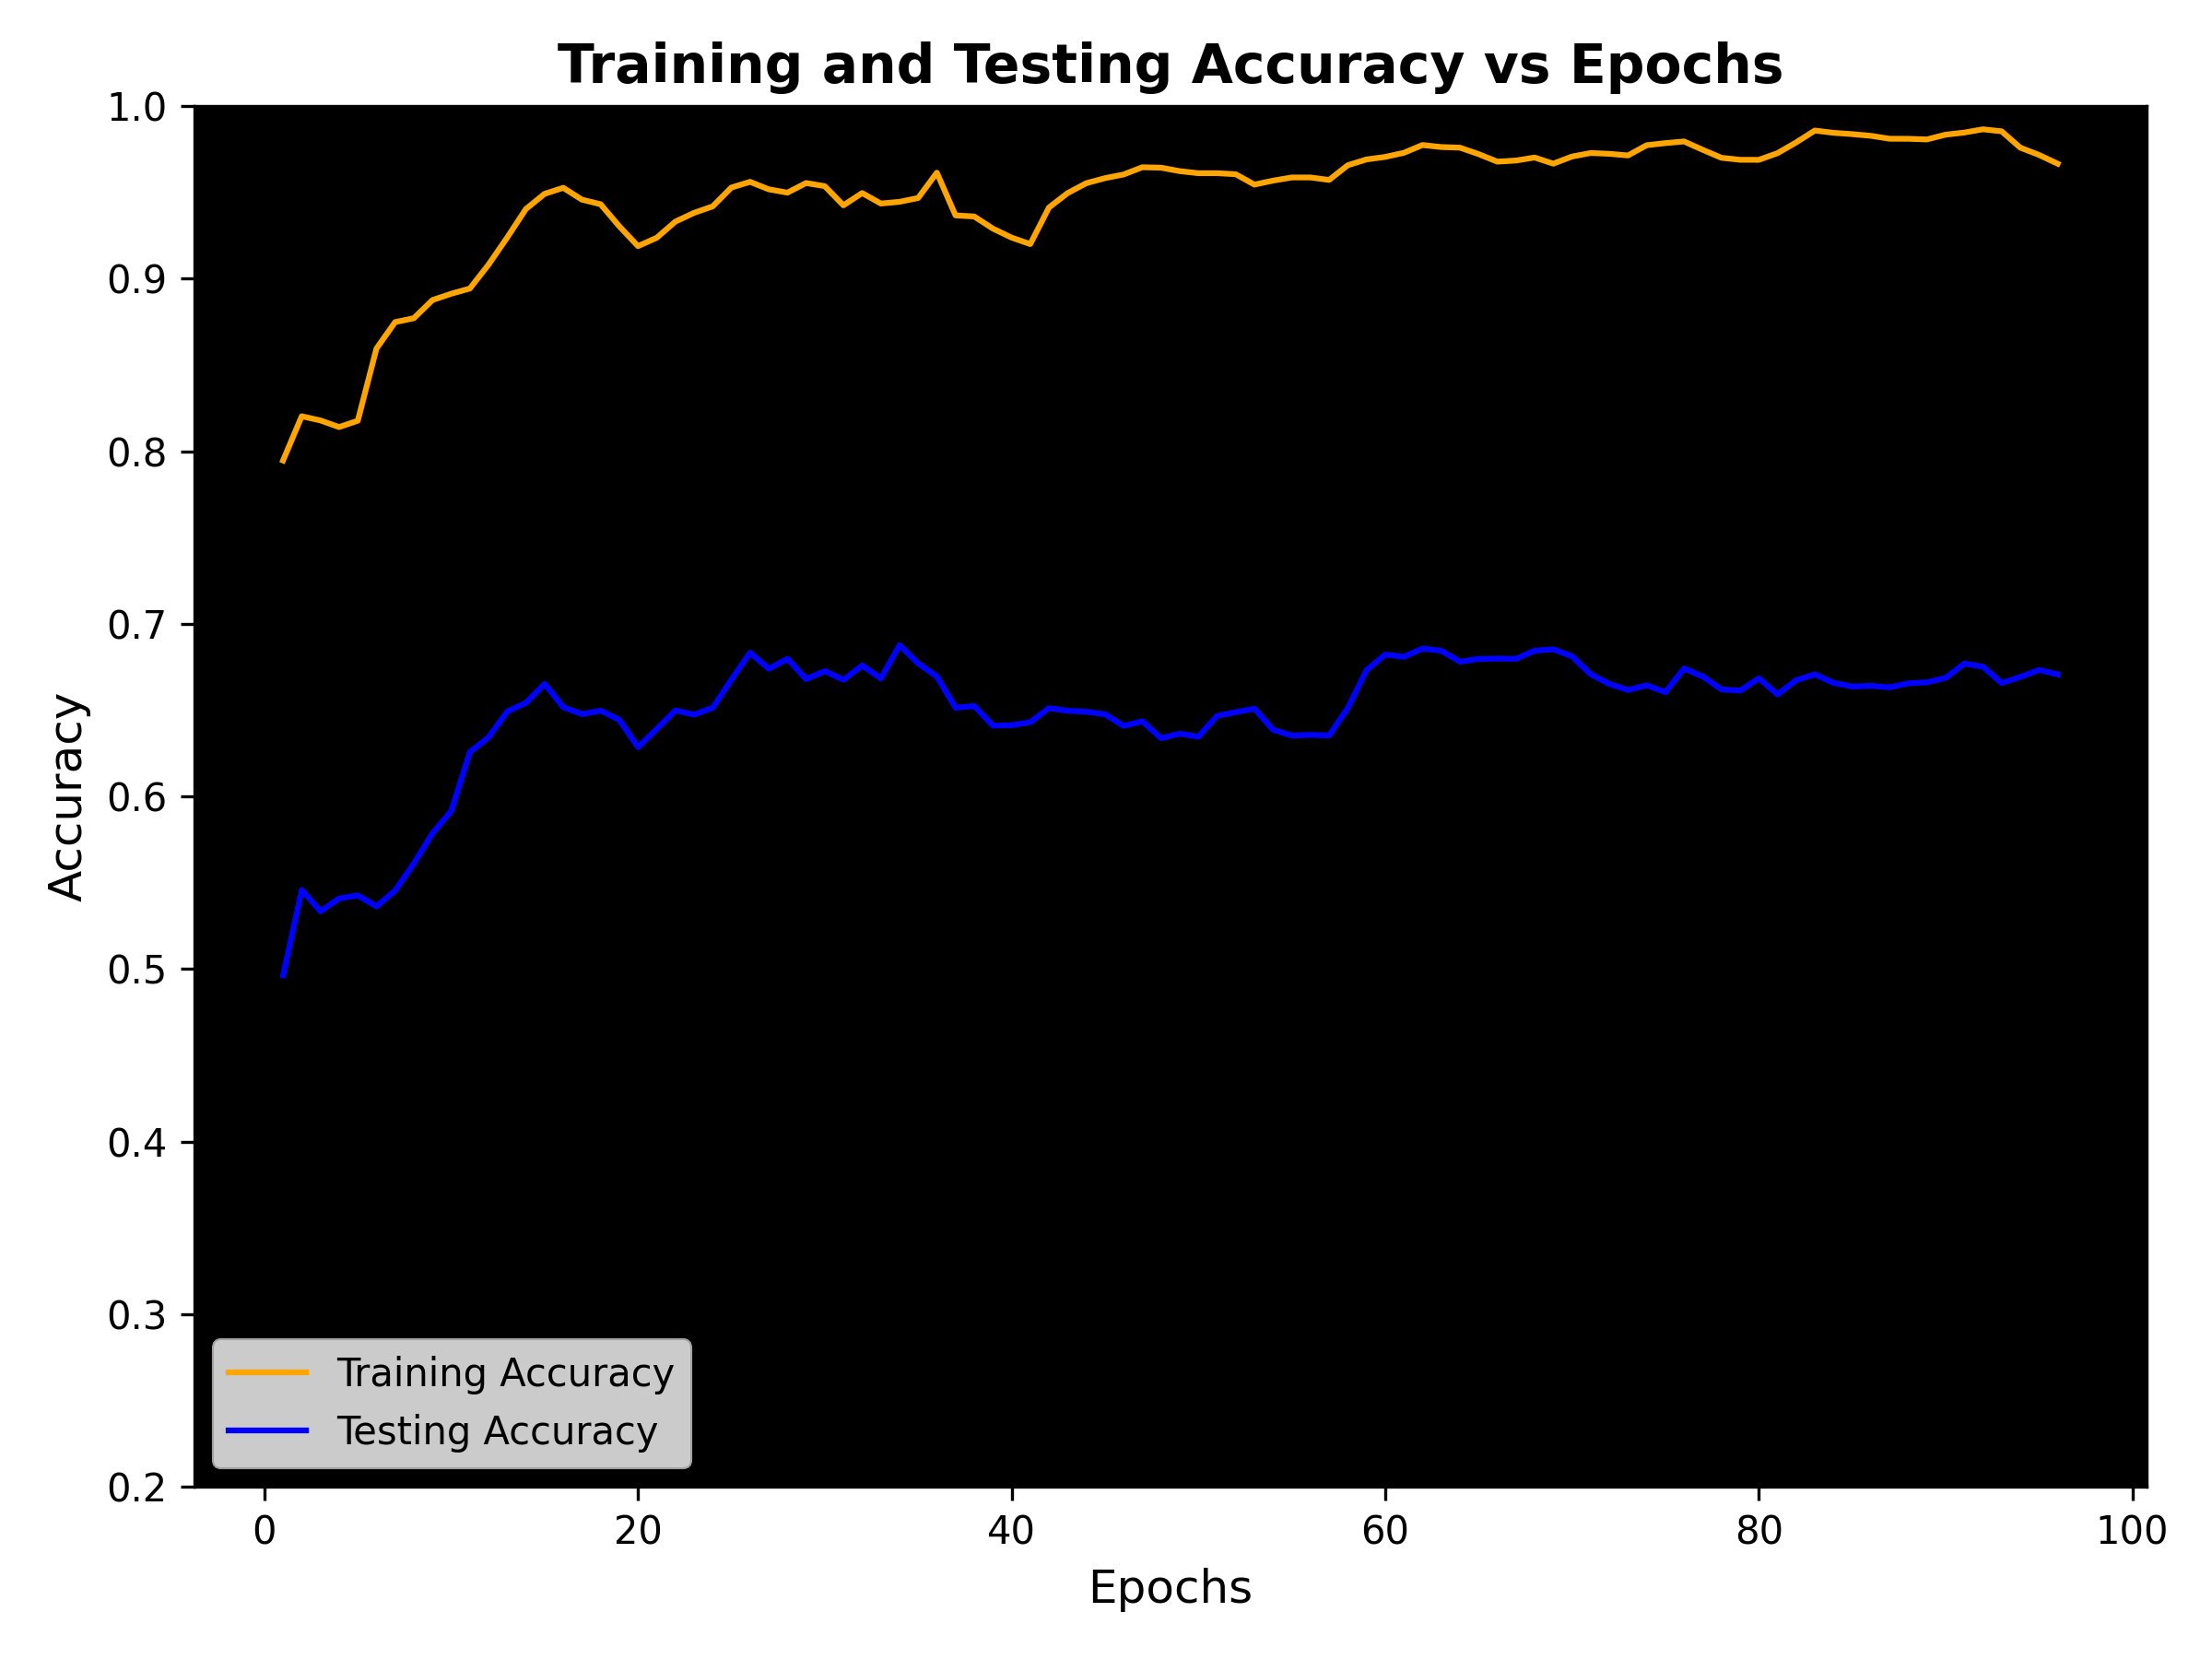 Training and Testing Accuracy vs Epochs
1.0
0.9
0.8
0.7
0.6
0.5
0.4
0.3
0.2
Accuracy
Training Accuracy
Testing Accuracy
0 20 40 60 80 100
Epochs